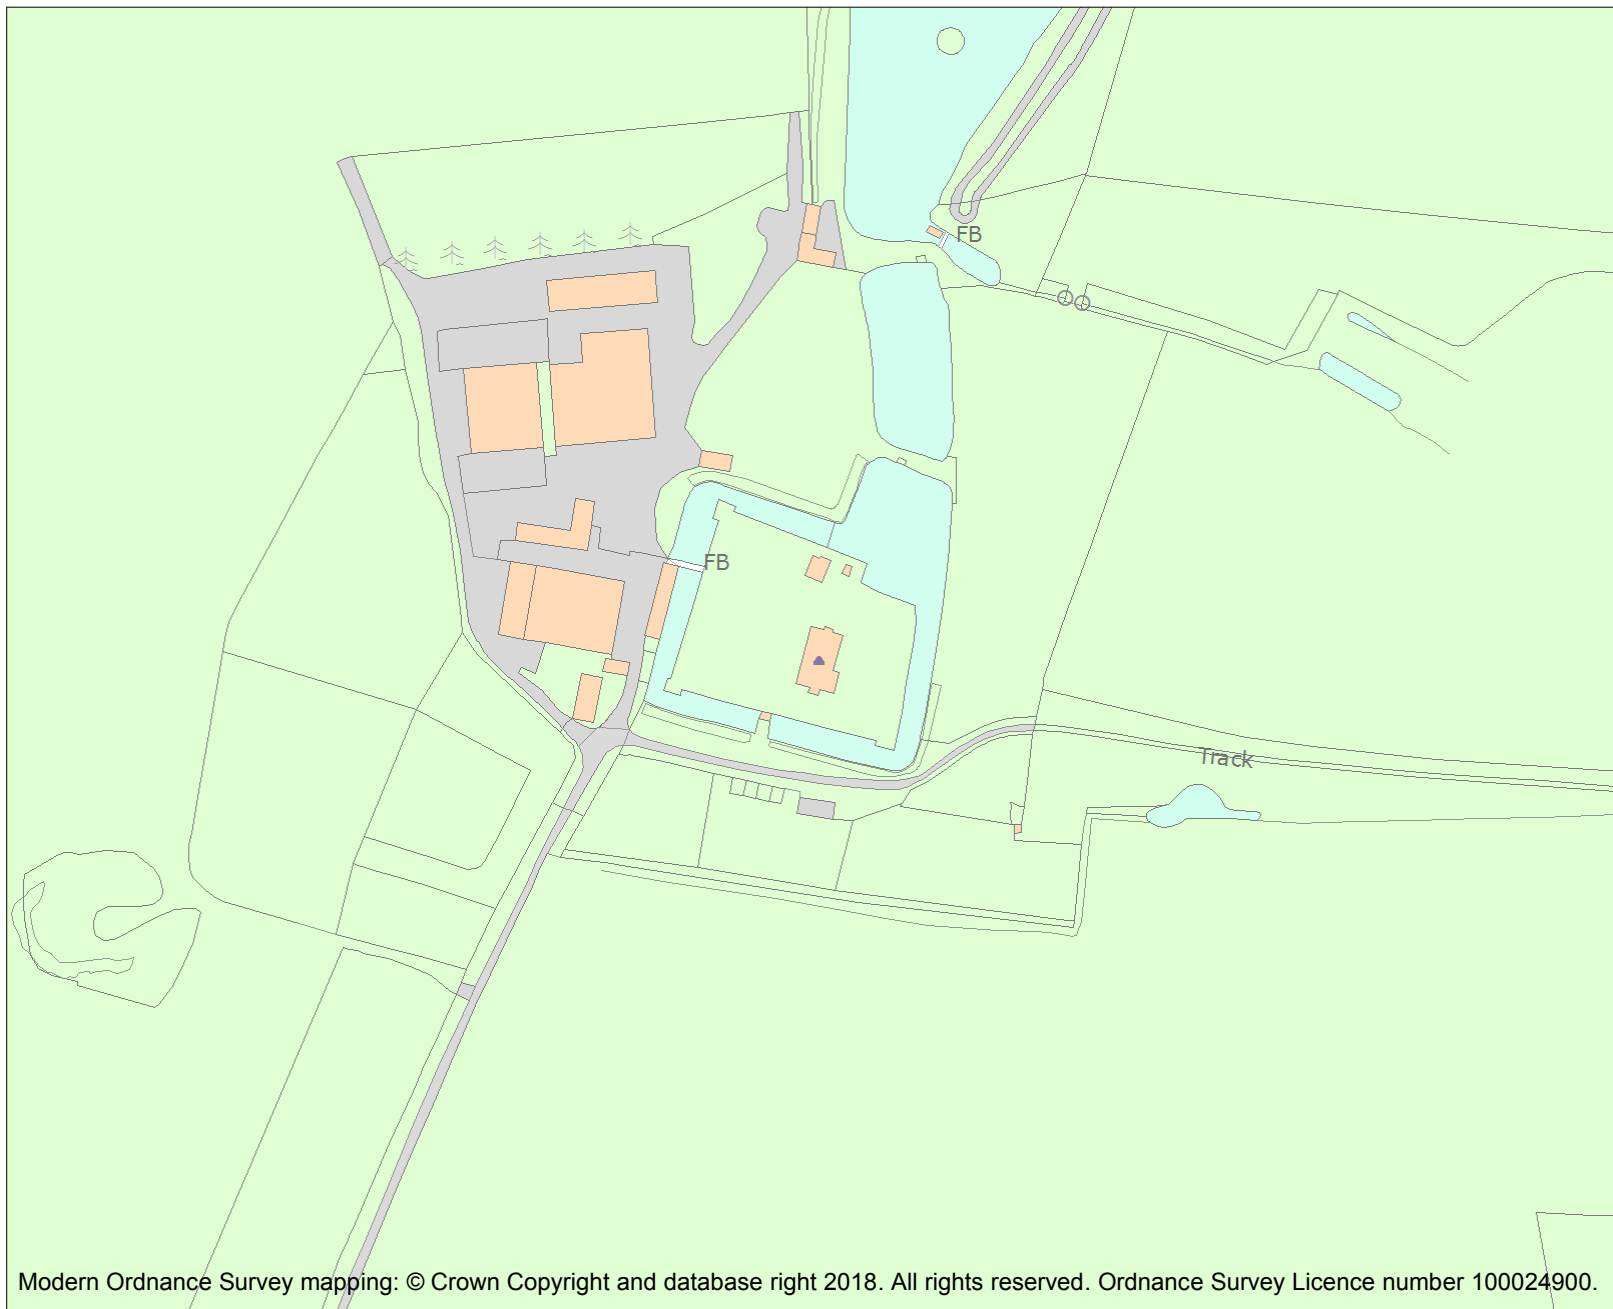 FB
FB
Track
Modern Ordnance Survey mapping: © Crown Copyright and database right 2018. All rights reserved. Ordnance Survey Licence number 100024900.